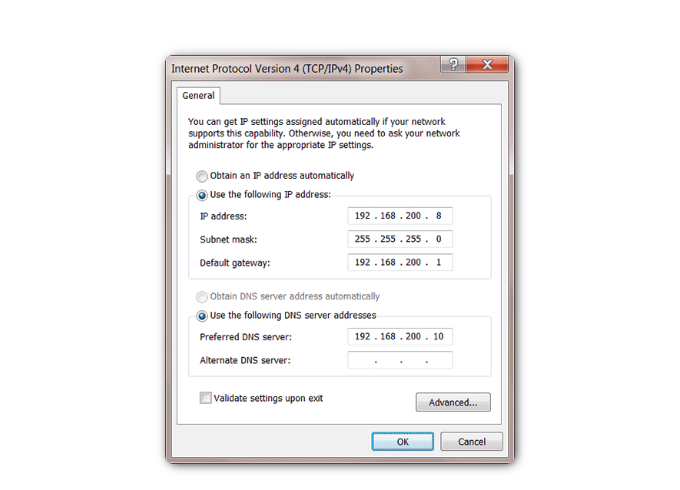 Internet Protocol Version 4 (TCP/IPv4) Properties
General
You can get IP settings assigned automatically if your network
supports this capability. Otherwise, you need to ask your network
administrator for the appropriate IP settings.
Obtain an IP address automatically
Use the following IP address:
IP address: 192 . 168 . 200 . 8
Subnet mask: 255 . 255 . 255 . 0
Default gateway: 192 . 168 . 200 . 1
Obtain DNS server address automatically
Use the following DNS server addresses
Preferred DNS server: 192 . 168 . 200 . 10
Alternate DNS server: . . .
Validate settings upon exit
Advanced...
OK Cancel